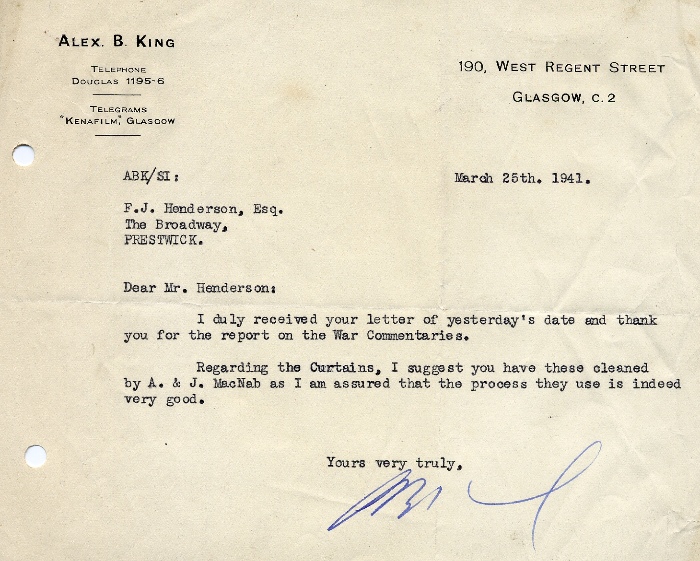 ALEX. B. KING
TELEPHONE
DOUGLAS 1195-6
TELEGRAMS
"KENAFILM," GLASGOW
190, WEST REGENT STREET
GLASGOW, C. 2
ABK/SI:
March 25th. 1941.
F.J. Henderson, Esq.
The Broadway,
PRESTWICK.
Dear Mr. Henderson:
I duly received your letter of yesterday's date and thank
you for the report on the War Commentaries.
Regarding the Curtains, I suggest you have these cleaned
by A. & J. MacNab as I am assured that the process they use is indeed
very good.
Yours very truly,